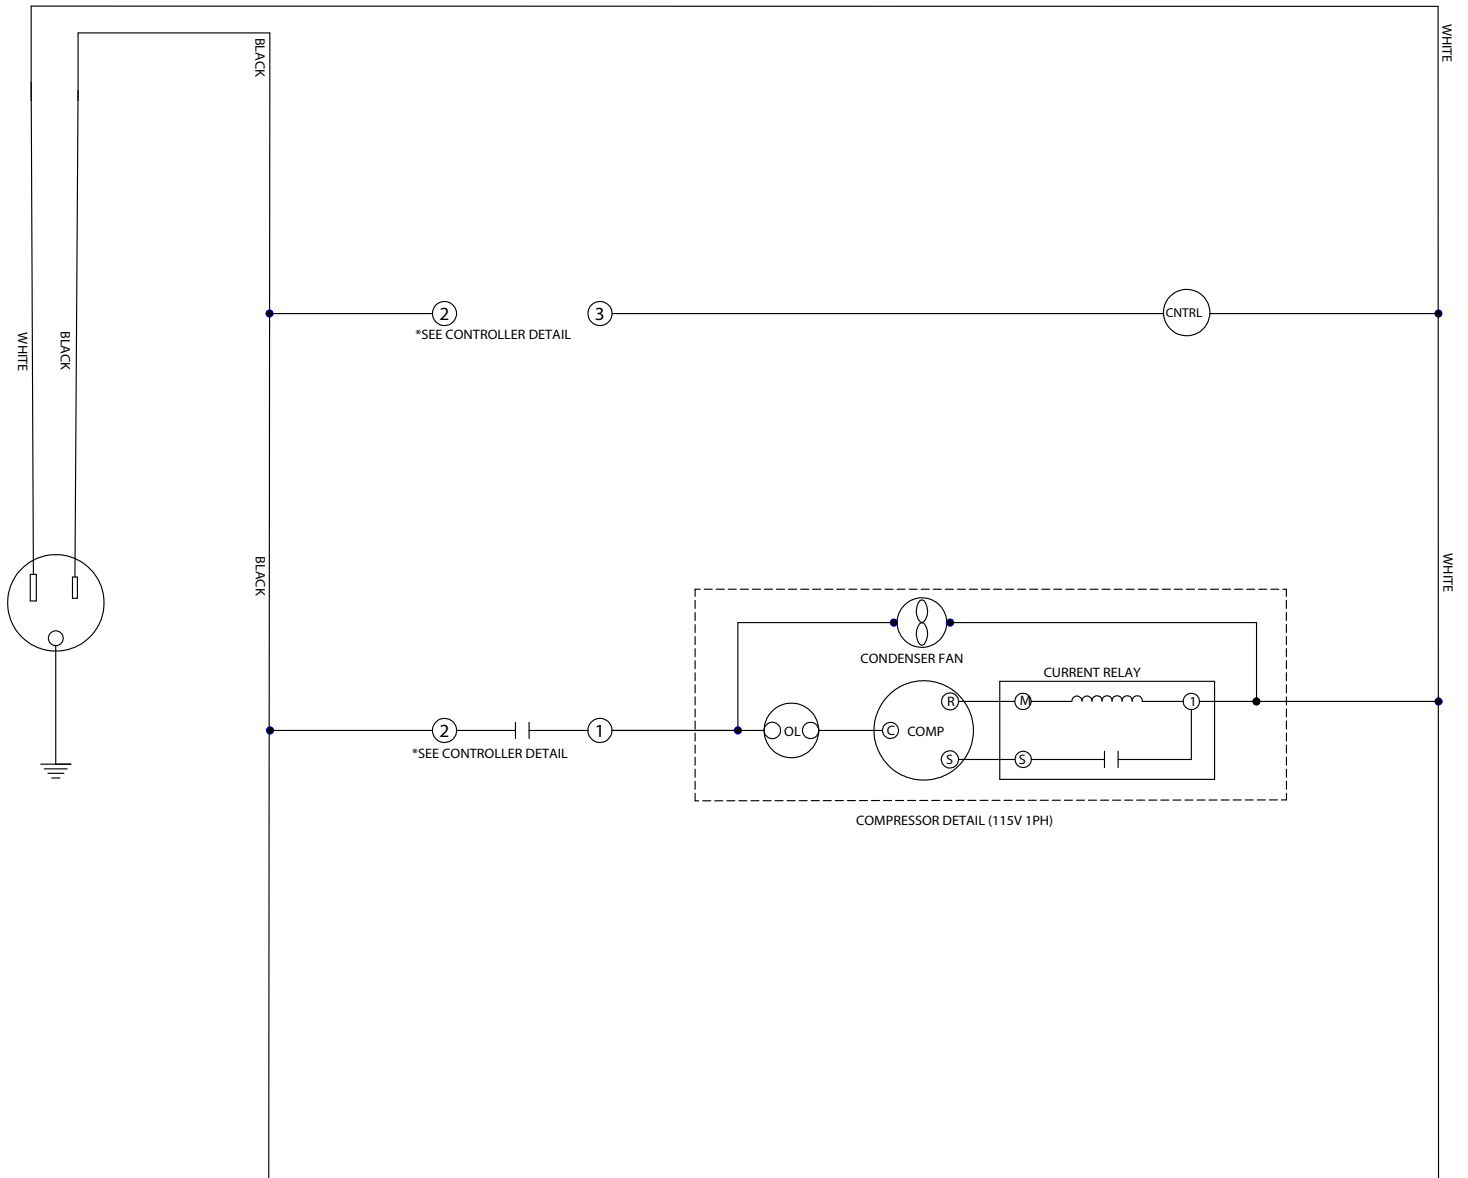 BLACK
WHITE
2
3
CNTRL
*SEE CONTROLLER DETAIL
WHITE
BLACK
BLACK
WHITE
CONDENSER FAN
CURRENT RELAY
R
M
1
2
1
OL
C
COMP
*SEE CONTROLLER DETAIL
S
S
COMPRESSOR DETAIL (115V 1PH)